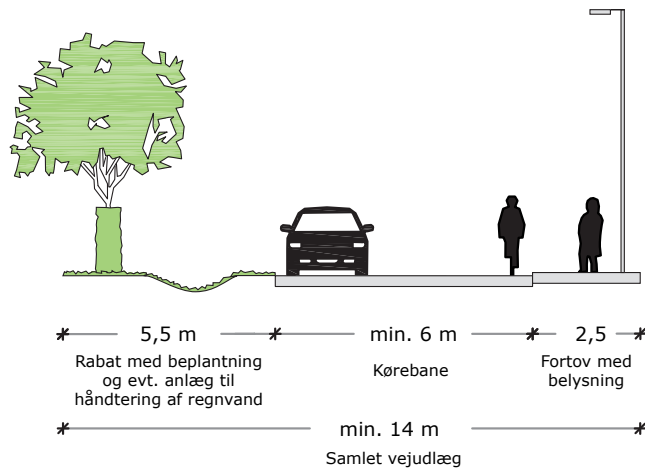 5,5 m
Rabat med beplantning
og evt. anlæg til
håndtering af regnvand
min. 6 m
Kørebane
2,5
Fortov med
belysning
min. 14 m
Samlet vejudlæg